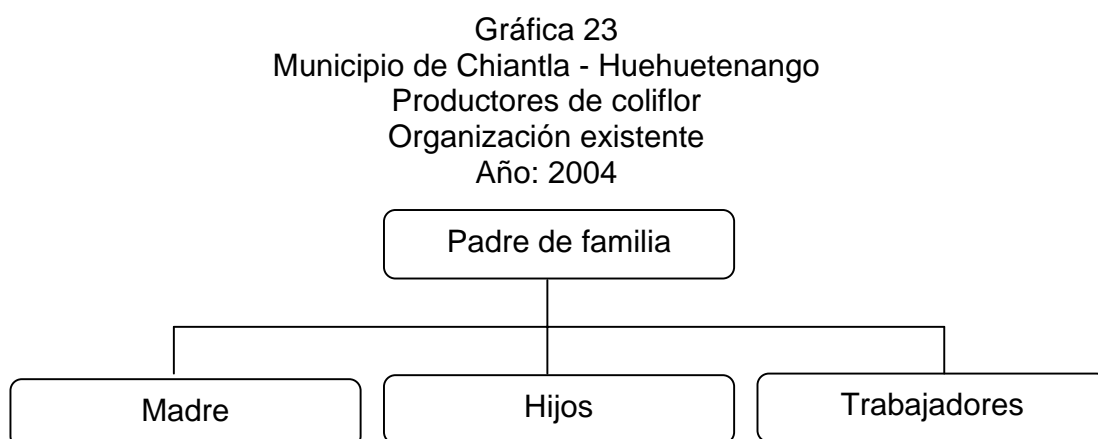 Gráfica 23
Municipio de Chiantla - Huehuetenango
Productores de coliflor
Organización existente
Año: 2004
Padre de familia
Madre
Hijos
Trabajadores